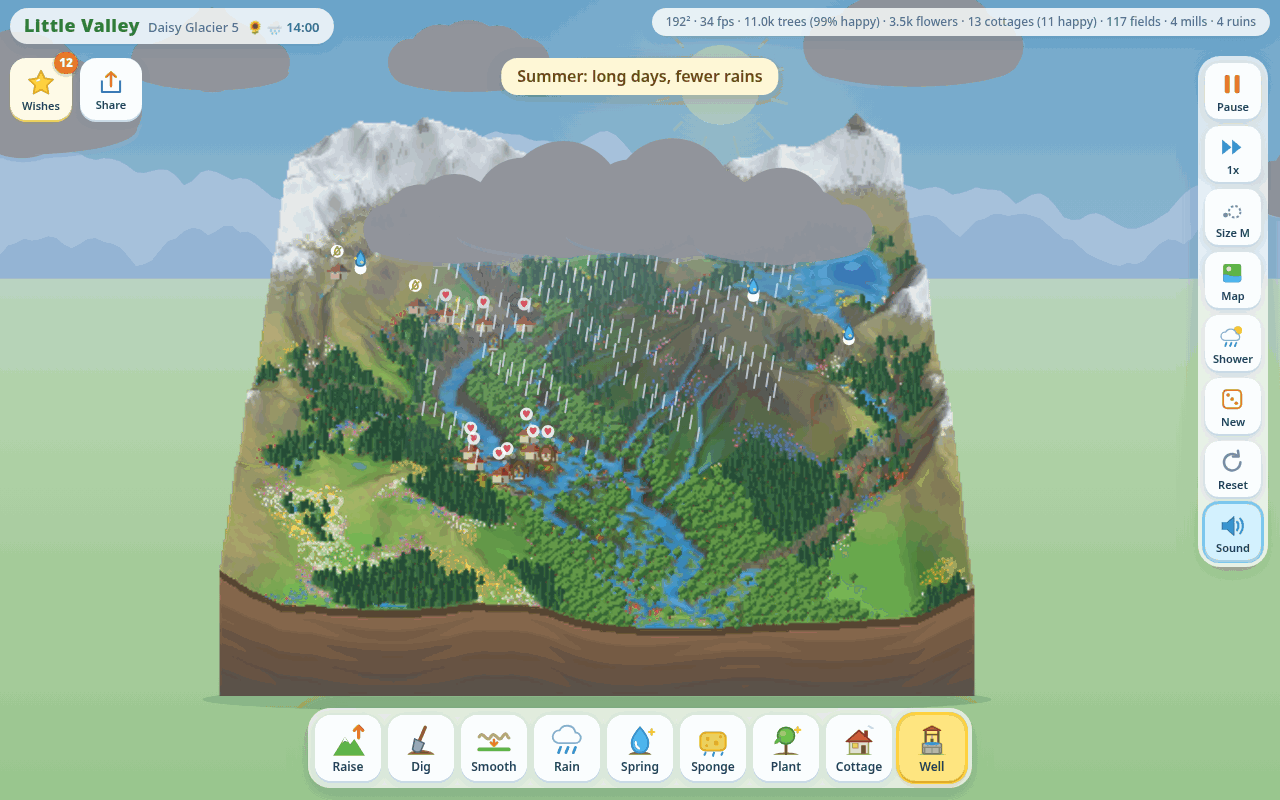 Little Valley Daisy Glacier 5 14:00
192² · 34 fps · 11.0k trees (99% happy) · 3.5k flowers · 13 cottages (11 happy) · 117 fields · 4 mills · 4 ruins
12
Wishes
Share
Summer: long days, fewer rains
Pause
1x
Size M
Map
Shower
New
Reset
Sound
Raise
Dig
Smooth
Rain
Spring
Sponge
Plant
Cottage
Well